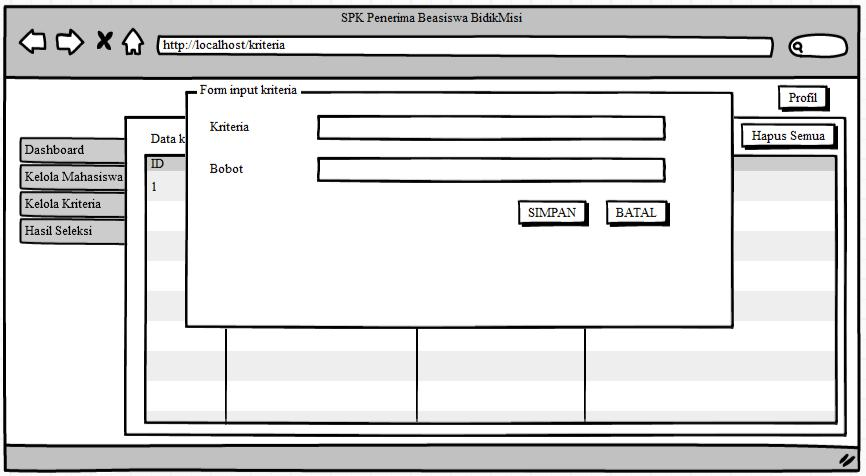 SPK Penerima Beasiswa BidikMisi
http://localhost/kriteria
Profil
Form input kriteria
Kriteria
Bobot
SIMPAN BATAL
Data k
Hapus Semua
Dashboard
Kelola Mahasiswa
Kelola Kriteria
Hasil Seleksi
ID
1